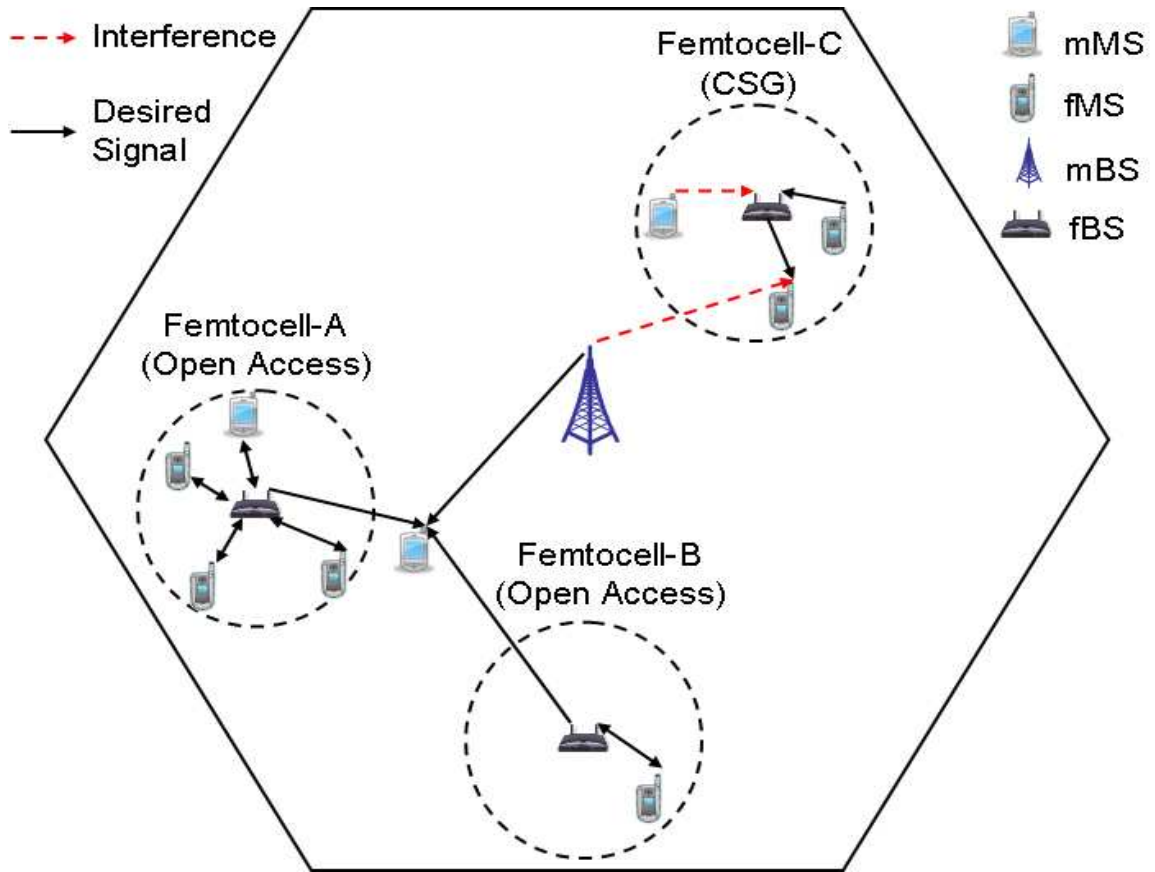 Interference
Desired
Signal
Femtocell-C
(CSG)
mMS
fMS
mBS
fBS
Femtocell-A
(Open Access)
Femtocell-B
(Open Access)